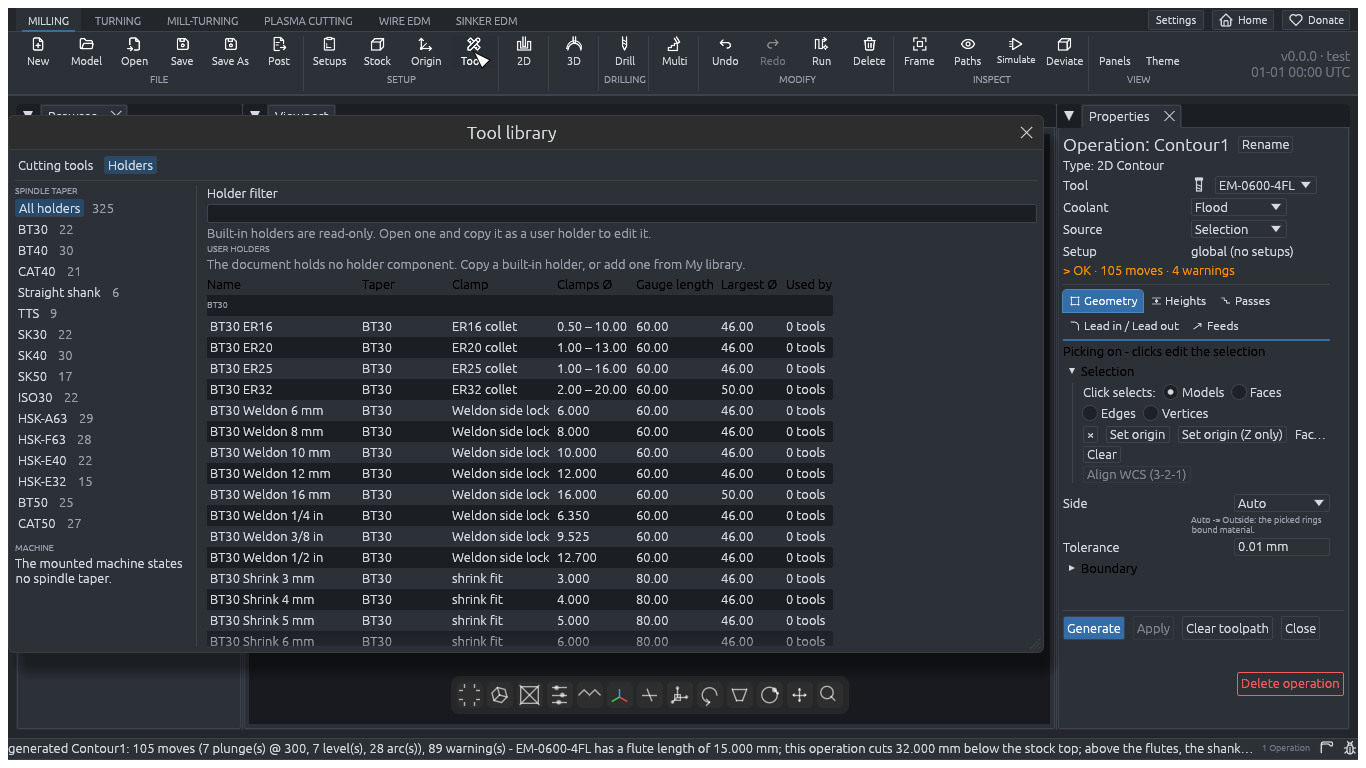 MILLING TURNING MILL-TURNING PLASMA CUTTING WIRE EDM SINKER EDM Settings Home Donate
New Model Open Save Save As Post Setups Stock Origin 2D 3D Drill Multi Undo Redo Run Delete Frame Paths Simulate Deviate Panels Theme
FILE SETUP DRILLING MODIFY INSPECT VIEW
v0.0.0 · test
01-01 00:00 UTC
Tool library
Cutting tools Holders
SPINDLE TAPER
All holders 325
BT30 22
BT40 30
CAT40 21
Straight shank 6
TTS 9
SK30 22
SK40 30
SK50 17
ISO30 22
HSK-A63 29
HSK-F63 28
HSK-E40 22
HSK-E32 15
BT50 25
CAT50 27
MACHINE
The mounted machine states
no spindle taper.
Holder filter
Built-in holders are read-only. Open one and copy it as a user holder to edit it.
USER HOLDERS
The document holds no holder component. Copy a built-in holder, or add one from My library.
Name Taper Clamp Clamps Ø Gauge length Largest Ø Used by
BT30
BT30 ER16 BT30 ER16 collet 0.50 – 10.00 60.00 46.00 0 tools
BT30 ER20 BT30 ER20 collet 1.00 – 13.00 60.00 46.00 0 tools
BT30 ER25 BT30 ER25 collet 1.00 – 16.00 60.00 46.00 0 tools
BT30 ER32 BT30 ER32 collet 2.00 – 20.00 60.00 50.00 0 tools
BT30 Weldon 6 mm BT30 Weldon side lock 6.000 60.00 46.00 0 tools
BT30 Weldon 8 mm BT30 Weldon side lock 8.000 60.00 46.00 0 tools
BT30 Weldon 10 mm BT30 Weldon side lock 10.000 60.00 46.00 0 tools
BT30 Weldon 12 mm BT30 Weldon side lock 12.000 60.00 46.00 0 tools
BT30 Weldon 16 mm BT30 Weldon side lock 16.000 60.00 50.00 0 tools
BT30 Weldon 1/4 in BT30 Weldon side lock 6.350 60.00 46.00 0 tools
BT30 Weldon 3/8 in BT30 Weldon side lock 9.525 60.00 46.00 0 tools
BT30 Weldon 1/2 in BT30 Weldon side lock 12.700 60.00 46.00 0 tools
BT30 Shrink 3 mm BT30 shrink fit 3.000 80.00 46.00 0 tools
BT30 Shrink 4 mm BT30 shrink fit 4.000 80.00 46.00 0 tools
BT30 Shrink 5 mm BT30 shrink fit 5.000 80.00 46.00 0 tools
BT30 Shrink 6 mm BT30 shrink fit 6.000 80.00 46.00 0 tools
Properties
Operation: Contour1 Rename
Type: 2D Contour
Tool EM-0600-4FL
Coolant Flood
Source Selection
Setup global (no setups)
> OK · 105 moves · 4 warnings
Geometry Heights Passes
Lead in / Lead out Feeds
Picking on - clicks edit the selection
Selection
Click selects: Models Faces
Edges Vertices
× Set origin Set origin (Z only) Fac...
Clear
Align WCS (3-2-1)
Side Auto
Auto -> Outside: the picked rings
bound material.
Tolerance 0.01 mm
Boundary
Generate Apply Clear toolpath Close
Delete operation
generated Contour1: 105 moves (7 plunge(s) @ 300, 7 level(s), 28 arc(s)), 89 warning(s) - EM-0600-4FL has a flute length of 15.000 mm; this operation cuts 32.000 mm below the stock top; above the flutes, the shank... 1 Operation